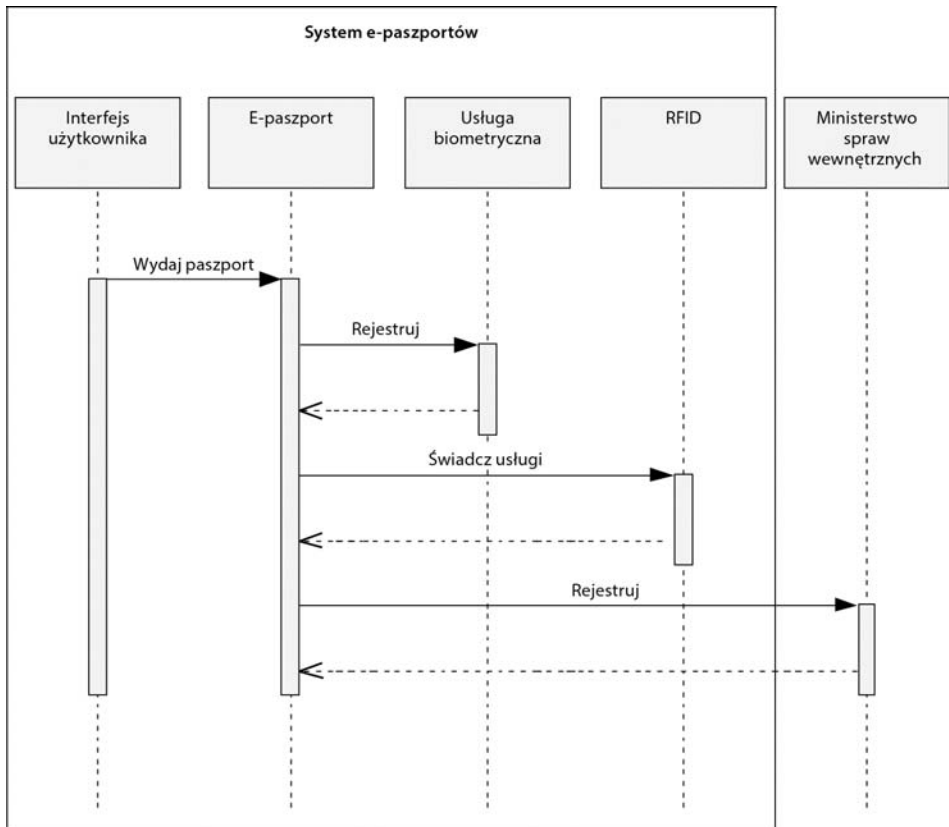 System e-paszportów
Interfejs
użytkownika
E-paszport
Usługa
biometryczna
RFID
Ministerstwo
spraw
wewnętrznych
Wydaj paszport
Rejestruj
Świadcz usługi
Rejestruj